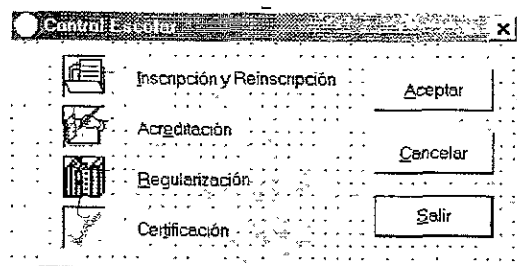 Control Escolar
Inscripción y Reinscripción
Acreditación
Regularización
Certificación
Aceptar
Cancelar
Salir